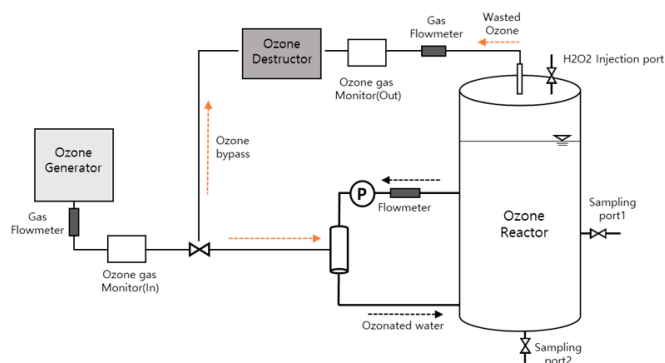 Wasted
Ozone
Gas
Flowmeter
Ozone
Destructor
H2O2 Injection port
Ozone gas
Monitor(Out)
Ozone
bypass
Ozone
Generator
P
Flowmeter
Sampling
port1
Ozone
Reactor
Gas
Flowmeter
Ozone gas
Monitor(In)
Ozonated water
Sampling
port2